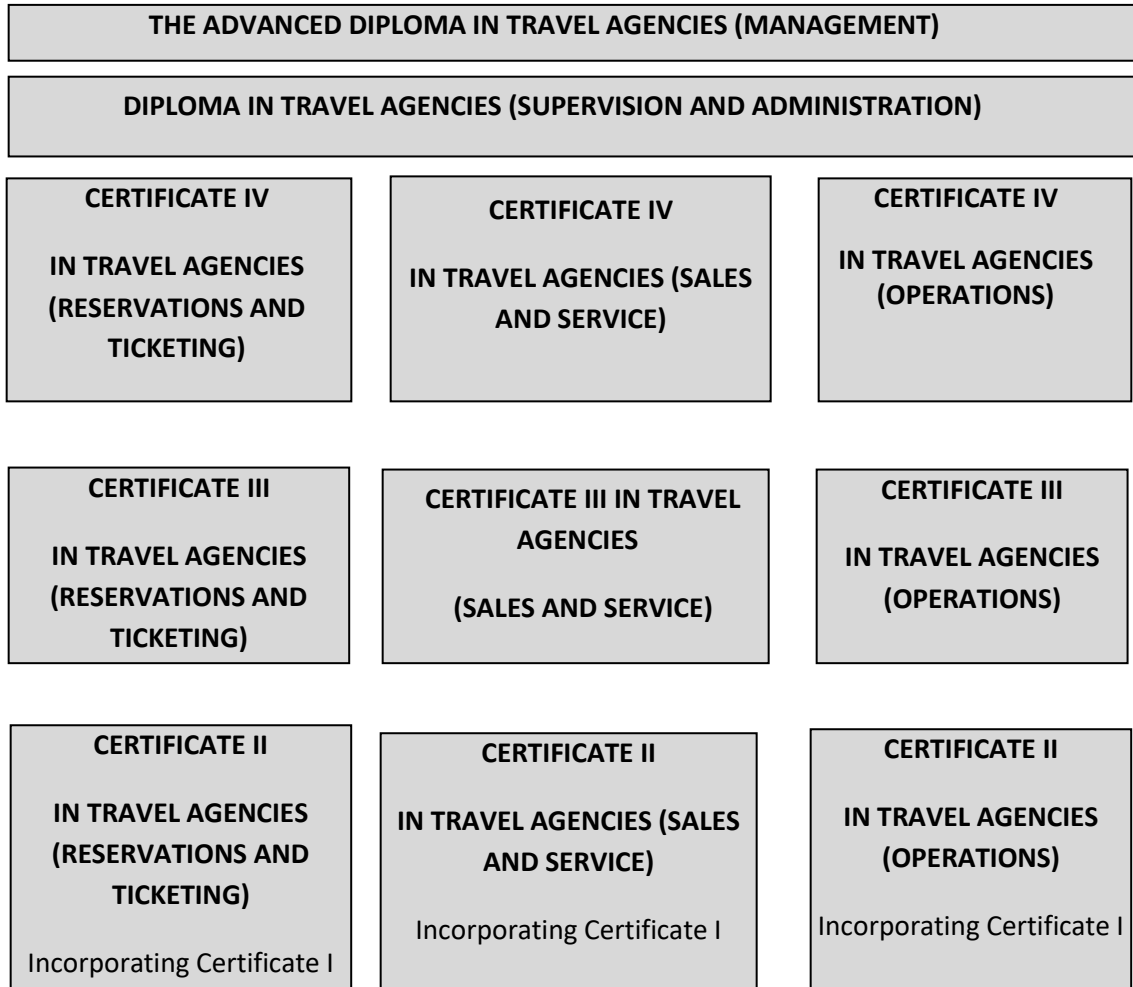 THE ADVANCED DIPLOMA IN TRAVEL AGENCIES (MANAGEMENT)
DIPLOMA IN TRAVEL AGENCIES (SUPERVISION AND ADMINISTRATION)
CERTIFICATE IV
IN TRAVEL AGENCIES
(RESERVATIONS AND
TICKETING)
CERTIFICATE IV
IN TRAVEL AGENCIES (SALES
AND SERVICE)
CERTIFICATE IV
IN TRAVEL AGENCIES
(OPERATIONS)
CERTIFICATE III
IN TRAVEL AGENCIES
(RESERVATIONS AND
TICKETING)
CERTIFICATE III IN TRAVEL
AGENCIES
(SALES AND SERVICE)
CERTIFICATE III
IN TRAVEL AGENCIES
(OPERATIONS)
CERTIFICATE II
IN TRAVEL AGENCIES
(RESERVATIONS AND
TICKETING)
Incorporating Certificate I
CERTIFICATE II
IN TRAVEL AGENCIES (SALES
AND SERVICE)
Incorporating Certificate I
CERTIFICATE II
IN TRAVEL AGENCIES
(OPERATIONS)
Incorporating Certificate I